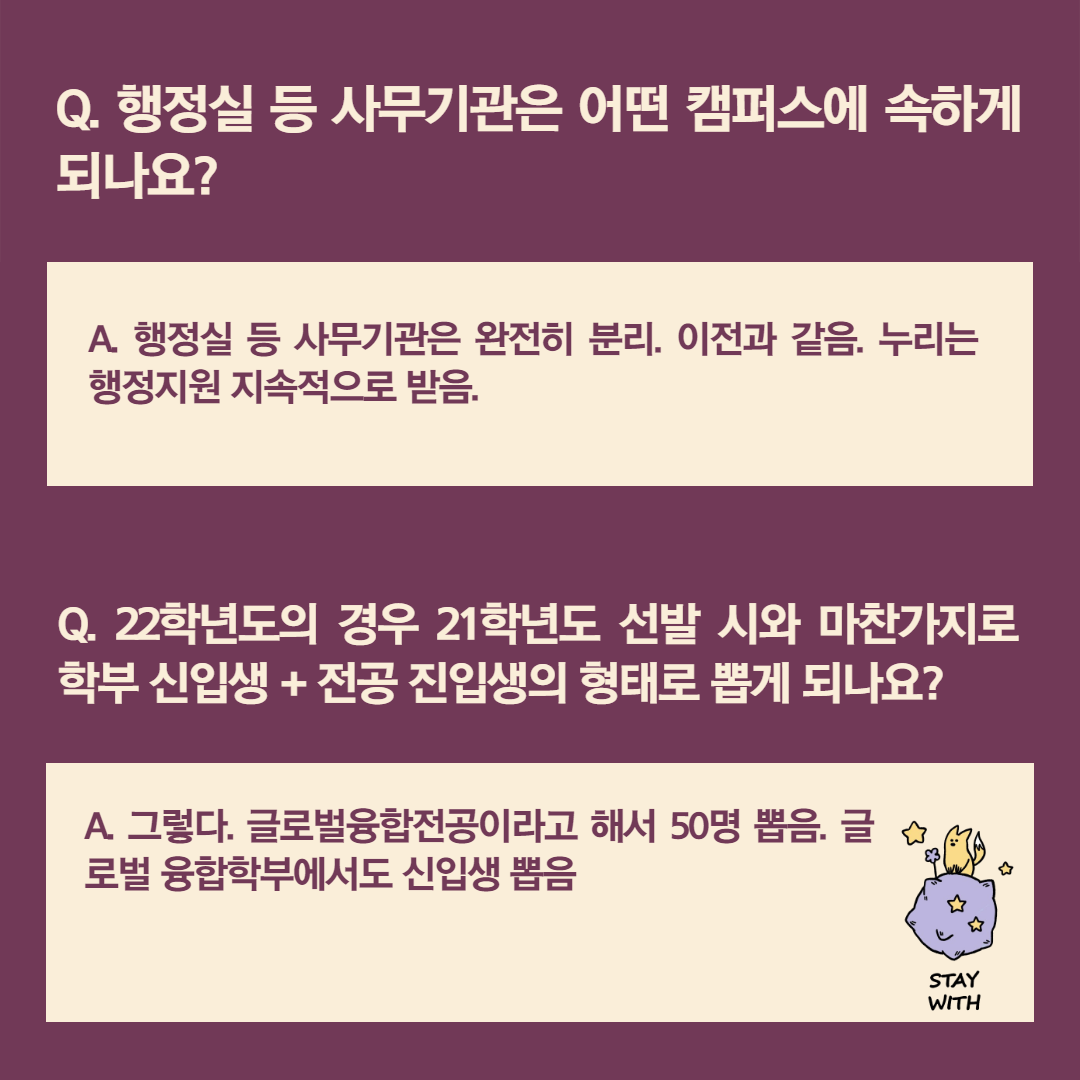 Q. 행정실 등 사무기관은 어떤 캠퍼스에 속하게
되나요?
A. 행정실 등 사무기관은 완전히 분리. 이전과 같음. 누리는
행정지원 지속적으로 받음.
Q. 22학년도의 경우 21학년도 선발 시와 마찬가지로
학부 신입생 + 전공 진입생의 형태로 뽑게 되나요?
A. 그렇다. 글로벌융합전공이라고 해서 50명 뽑음. 글
로벌 융합학부에서도 신입생 뽑음
STAY
WITH